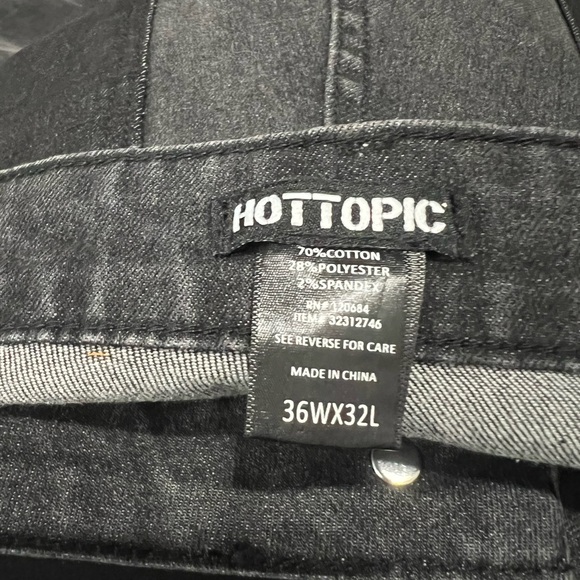 HOTTOPIC
70%COTTON
28%POLYESTER
2%SPANDEX
RN# 120684
ITEM# 32312746
SEE REVERSE FOR CARE
MADE IN CHINA
36WX32L